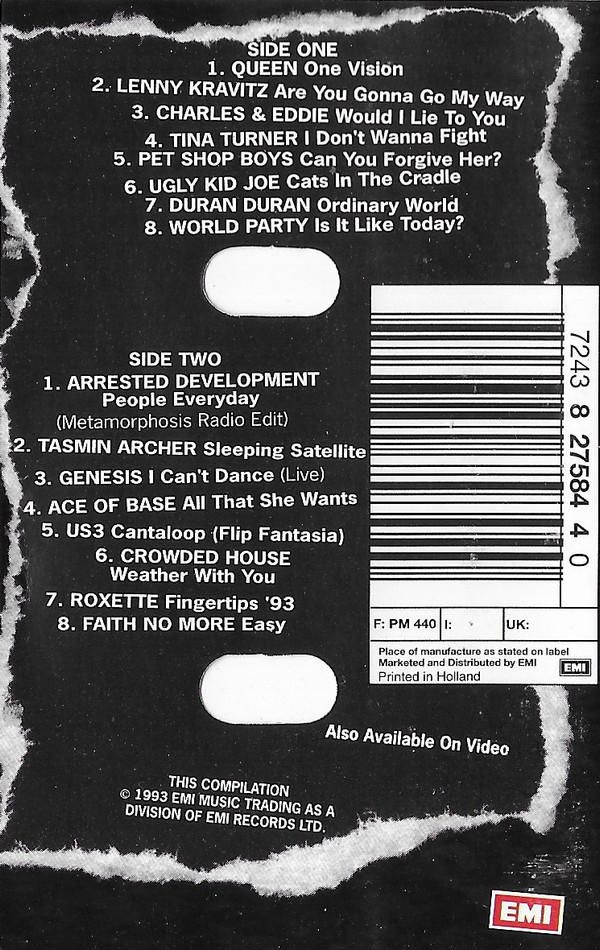 SIDE ONE
1. QUEEN One Vision
2. LENNY KRAVITZ Are You Gonna Go My Way
3. CHARLES & EDDIE Would I Lie To You
4. TINA TURNER I Don't Wanna Fight
5. PET SHOP BOYS Can You Forgive Her?
6. UGLY KID JOE Cats In The Cradle
7. DURAN DURAN Ordinary World
8. WORLD PARTY Is It Like Today?
SIDE TWO
1. ARRESTED DEVELOPMENT
People Everyday
(Metamorphosis Radio Edit)
2. TASMIN ARCHER Sleeping Satellite
3. GENESIS I Can't Dance (Live)
4. ACE OF BASE All That She Wants
5. US3 Cantaloop (Flip Fantasia)
6. CROWDED HOUSE
Weather With You
7. ROXETTE Fingertips '93
8. FAITH NO MORE Easy
7243 8 27584 4 0
F: PM 440 I: UK:
Place of manufacture as stated on label
Marketed and Distributed by EMI
EMI
Printed in Holland
Also Available On Video
THIS COMPILATION
© 1993 EMI MUSIC TRADING AS A
DIVISION OF EMI RECORDS LTD.
EMI